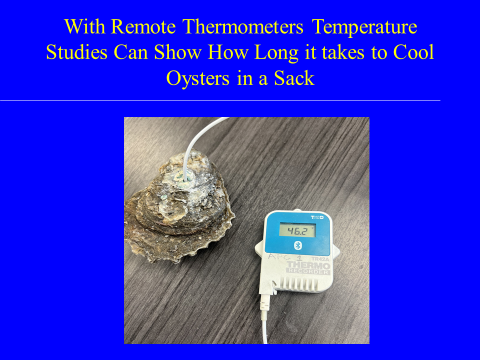 With Remote Thermometers Temperature
Studies Can Show How Long it takes to Cool
Oysters in a Sack
T&D
46.2
THERMO
RECORDER